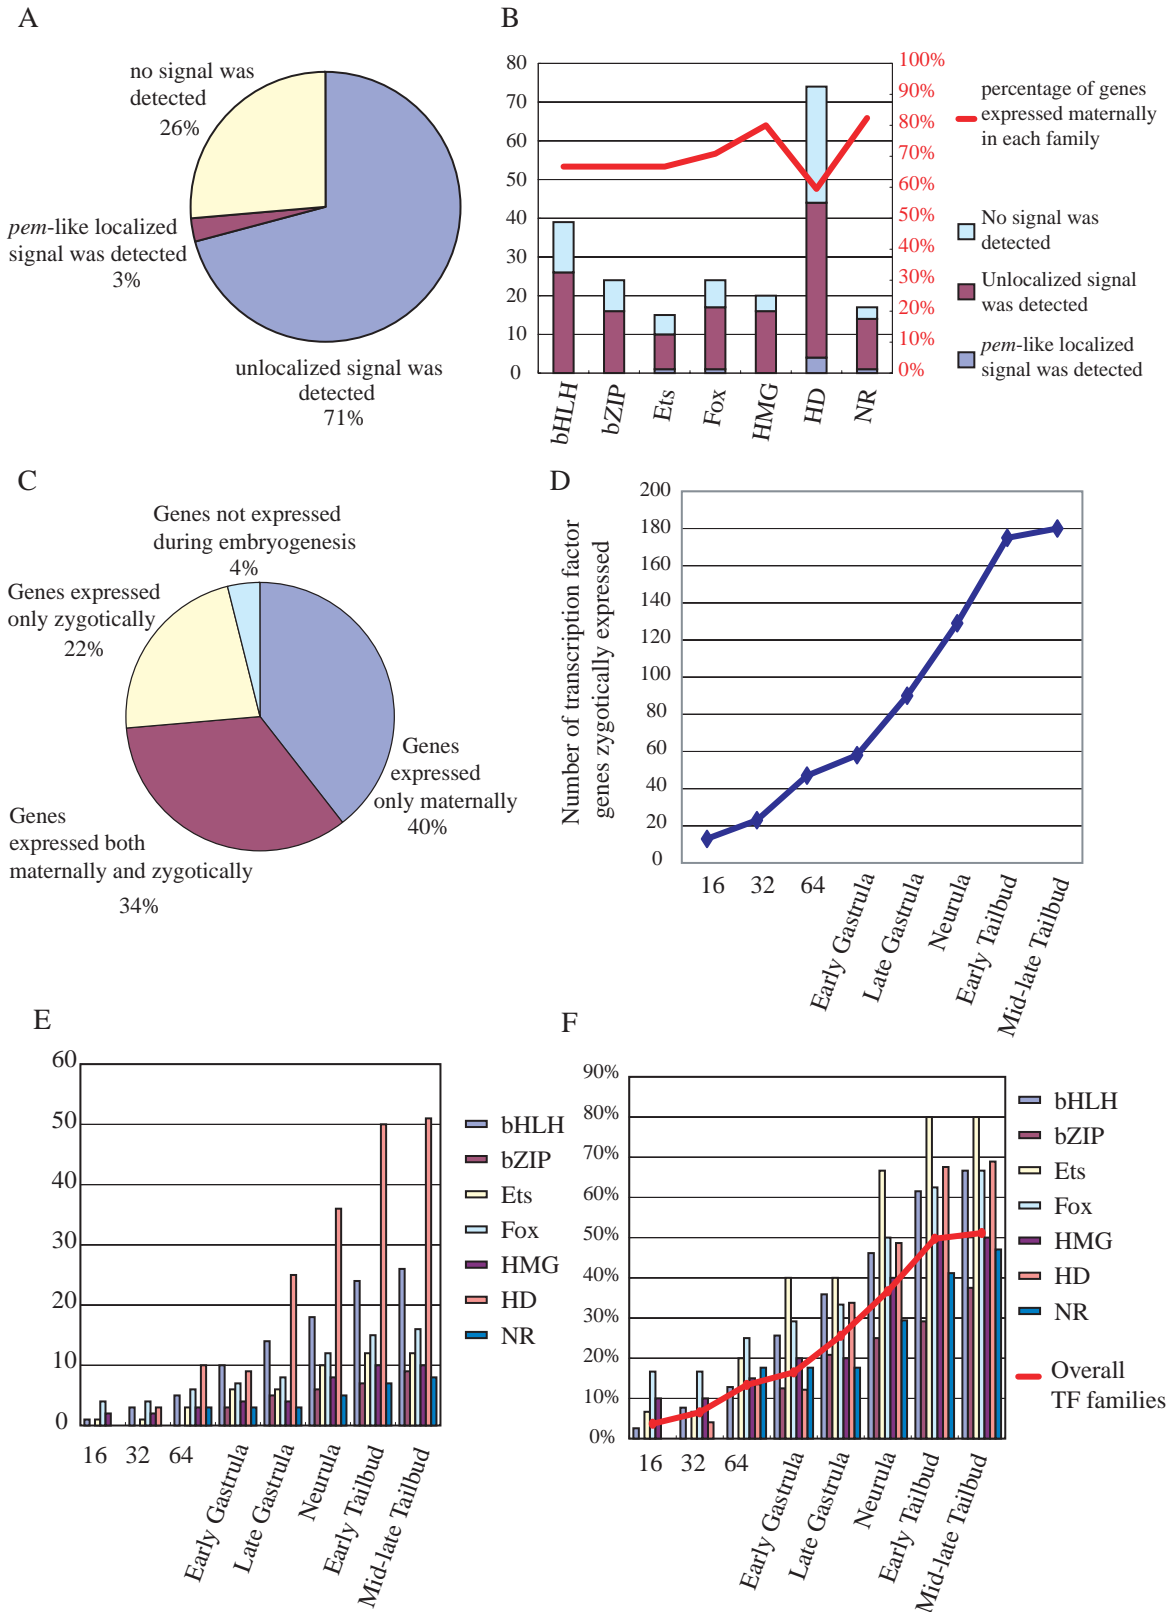 A
no signal was
detected
26%
pem-like localized
signal was detected
3%
unlocalized signal was
detected
71%
B
80
70
60
50
40
30
20
10
0
100%
90%
80%
70%
60%
50%
40%
30%
20%
10%
0%
bHLH
bZIP
Ets
Fox
HMG
HD
NR
percentage of genes
expressed maternally
in each family
No signal was
detected
Unlocalized signal
was detected
pem-like localized
signal was detected
C
Genes not expressed
during embryogenesis
4%
Genes expressed
only zygotically
22%
Genes
expressed
only maternally
40%
Genes
expressed both
maternally and zygotically
34%
D
Number of transcription factor
genes zygotically expressed
200
180
160
140
120
100
80
60
40
20
0
16
32
64
Early Gastrula
Late Gastrula
Neurula
Early Tailbud
Mid-late Tailbud
E
60
50
40
30
20
10
0
16
32
64
Early Gastrula
Late Gastrula
Neurula
Early Tailbud
Mid-late Tailbud
bHLH
bZIP
Ets
Fox
HMG
HD
NR
F
90%
80%
70%
60%
50%
40%
30%
20%
10%
0%
16
32
64
Early Gastrula
Late Gastrula
Neurula
Early Tailbud
Mid-late Tailbud
bHLH
bZIP
Ets
Fox
HMG
HD
NR
Overall
TF families